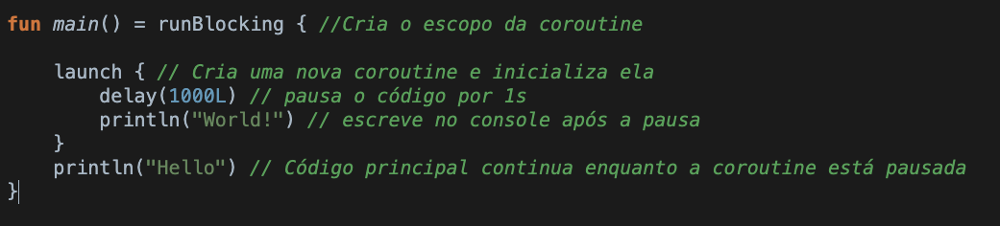 fun main() = runBlocking { //Cria o escopo da coroutine
launch { // Cria uma nova coroutine e inicializa ela
delay(1000L) // pausa o código por 1s
println("World!") // escreve no console após a pausa
}
println("Hello") // Código principal continua enquanto a coroutine está pausada
}